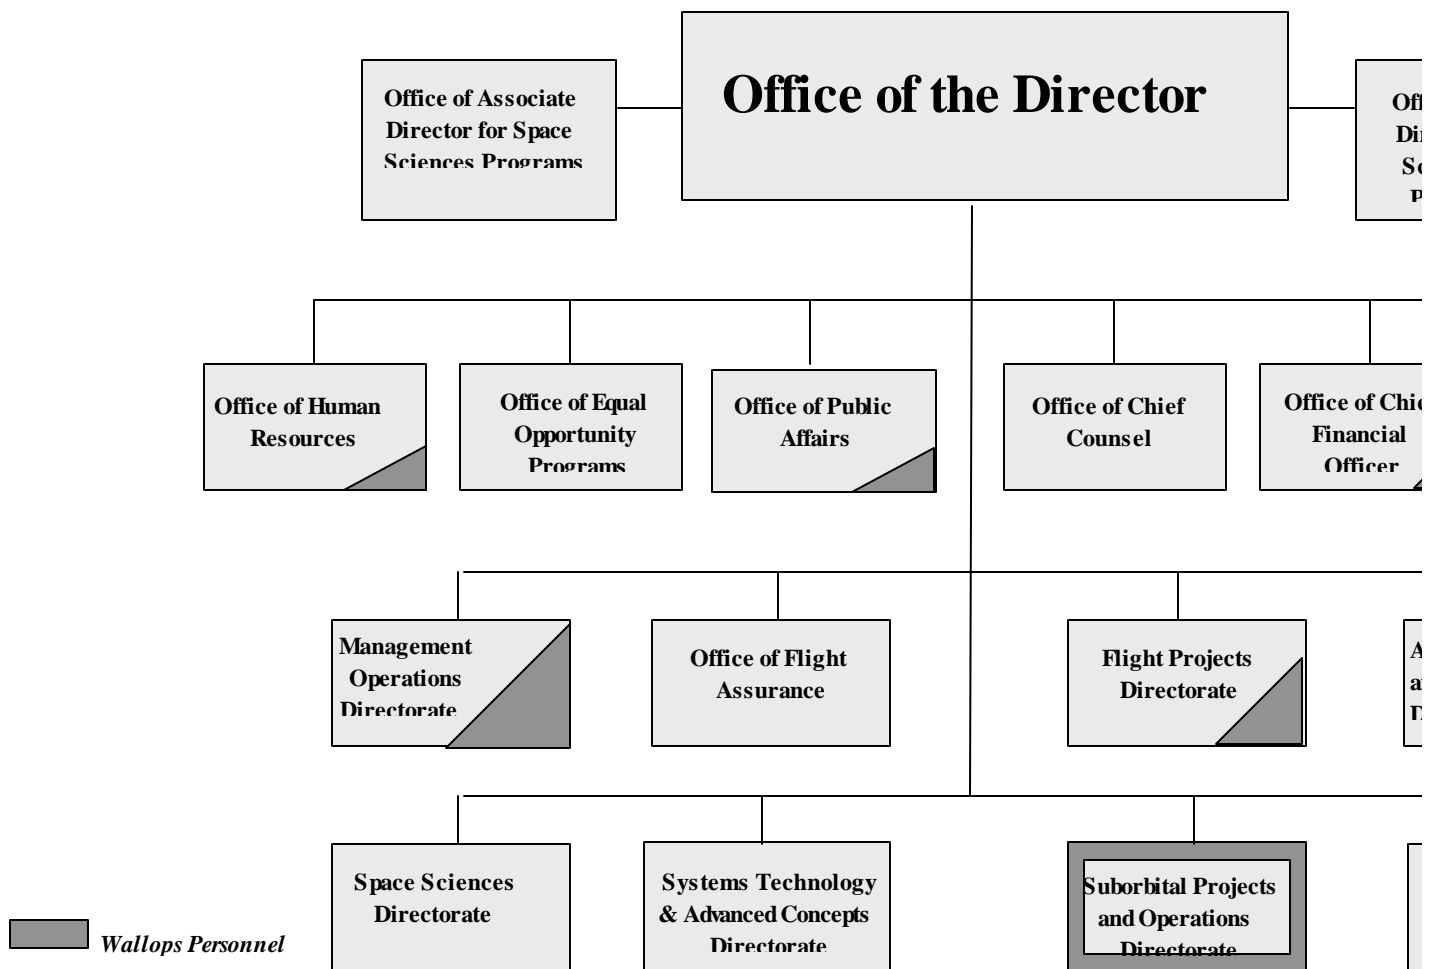 Office of the Director
Office of Associate
Director for Space
Sciences Programs
Office of Human
Resources
Office of Equal
Opportunity
Programs
Office of Public
Affairs
Office of Chief
Counsel
Office of
Financial
Officer
Management
Operations
Directorate
Office of Flight
Assurance
Flight Projects
Directorate
Space Sciences
Directorate
Systems Technology
& Advanced Concepts
Directorate
Suborbital Projects
and Operations
Directorate
Wallops Personnel